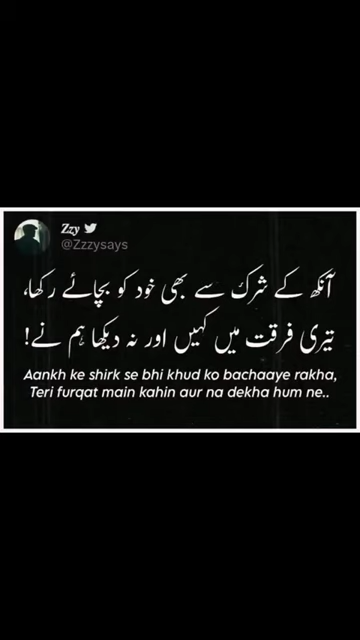 Zzy
@Zzzysays
آنکھ کے شرک سے بھی خود کو بچائے رکھا،
تیری فرقت میں کہیں اور نہ دیکھا ہم نے!
Aankh ke shirk se bhi khud ko bachaaye rakha,
Teri furqat main kahin aur na dekha hum ne..